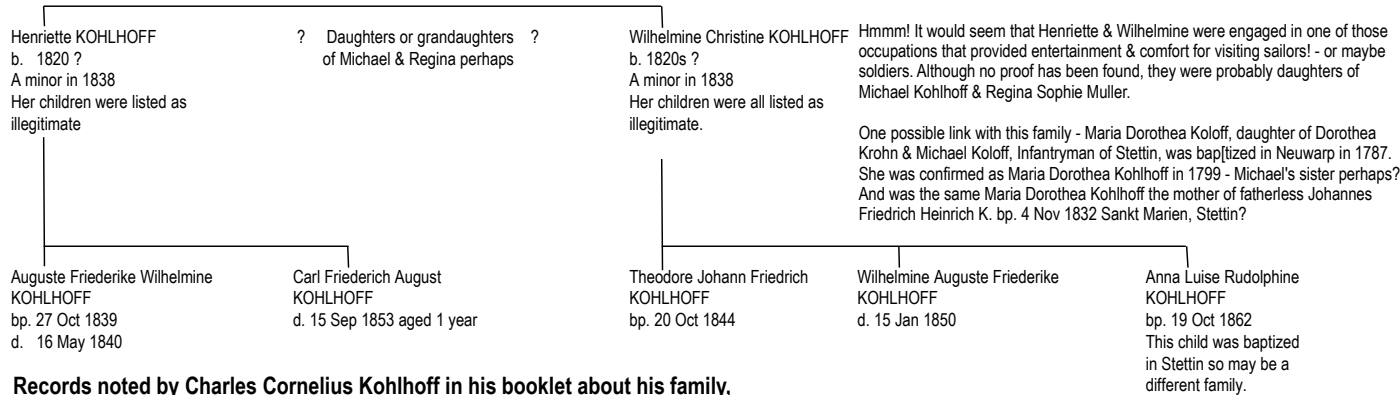 Henriette KOHLHOFF
b. 1820 ?
A minor in 1838
Her children were listed as
illegitimate
? Daughters or grandaughters ?
of Michael & Regina perhaps
Wilhelmine Christine KOHLHOFF
b. 1820s ?
A minor in 1838
Her children were all listed as
illegitimate.
Hmmm! It would seem that Henriette & Wilhelmine were engaged in one of those
occupations that provided entertainment & comfort for visiting sailors! - or maybe
soldiers. Although no proof has been found, they were probably daughters of
Michael Kohlhoff & Regina Sophie Muller.
One possible link with this family - Maria Dorothea Koloff, daughter of Dorothea
Krohn & Michael Koloff, Infantryman of Stettin, was bap[tized in Neuwarp in 1787.
She was confirmed as Maria Dorothea Kohlhoff in 1799 - Michael's sister perhaps?
And was the same Maria Dorothea Kohlhoff the mother of fatherless Johannes
Friedrich Heinrich K. bp. 4 Nov 1832 Sankt Marien, Stettin?
Auguste Friederike Wilhelmine
KOHLHOFF
bp. 27 Oct 1839
d. 16 May 1840
Carl Friederich August
KOHLHOFF
d. 15 Sep 1853 aged 1 year
Theodore Johann Friedrich
KOHLHOFF
bp. 20 Oct 1844
Wilhelmine Auguste Friederike
KOHLHOFF
d. 15 Jan 1850
Anna Luise Rudolphine
KOHLHOFF
bp. 19 Oct 1862
This child was baptized
in Stettin so may be a
different family.
Records noted by Charles Cornelius Kohlhoff in his booklet about his family,